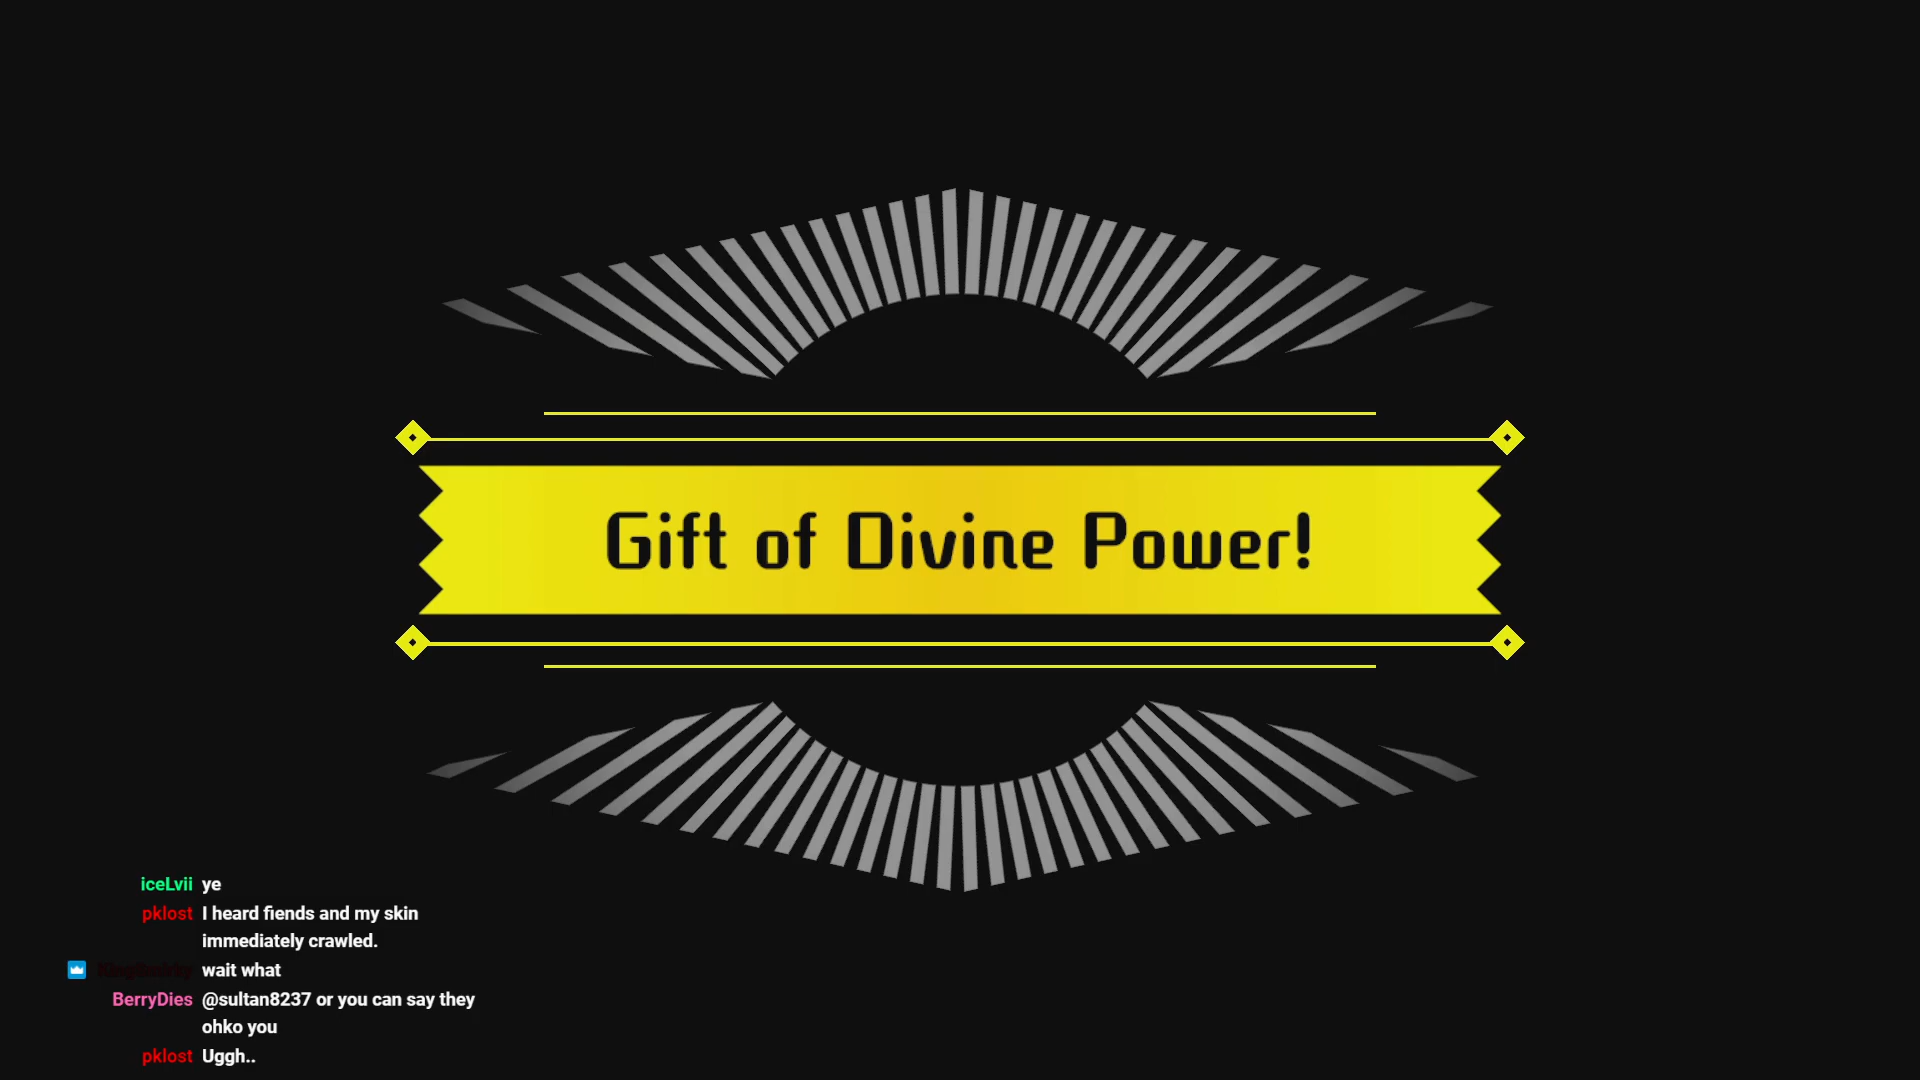 Gift of Divine Power!
iceLvii ye
pklost I heard fiends and my skin
immediately crawled.
wait what
BerryDies @sultan8237 or you can say they
ohko you
pklost Uggh..